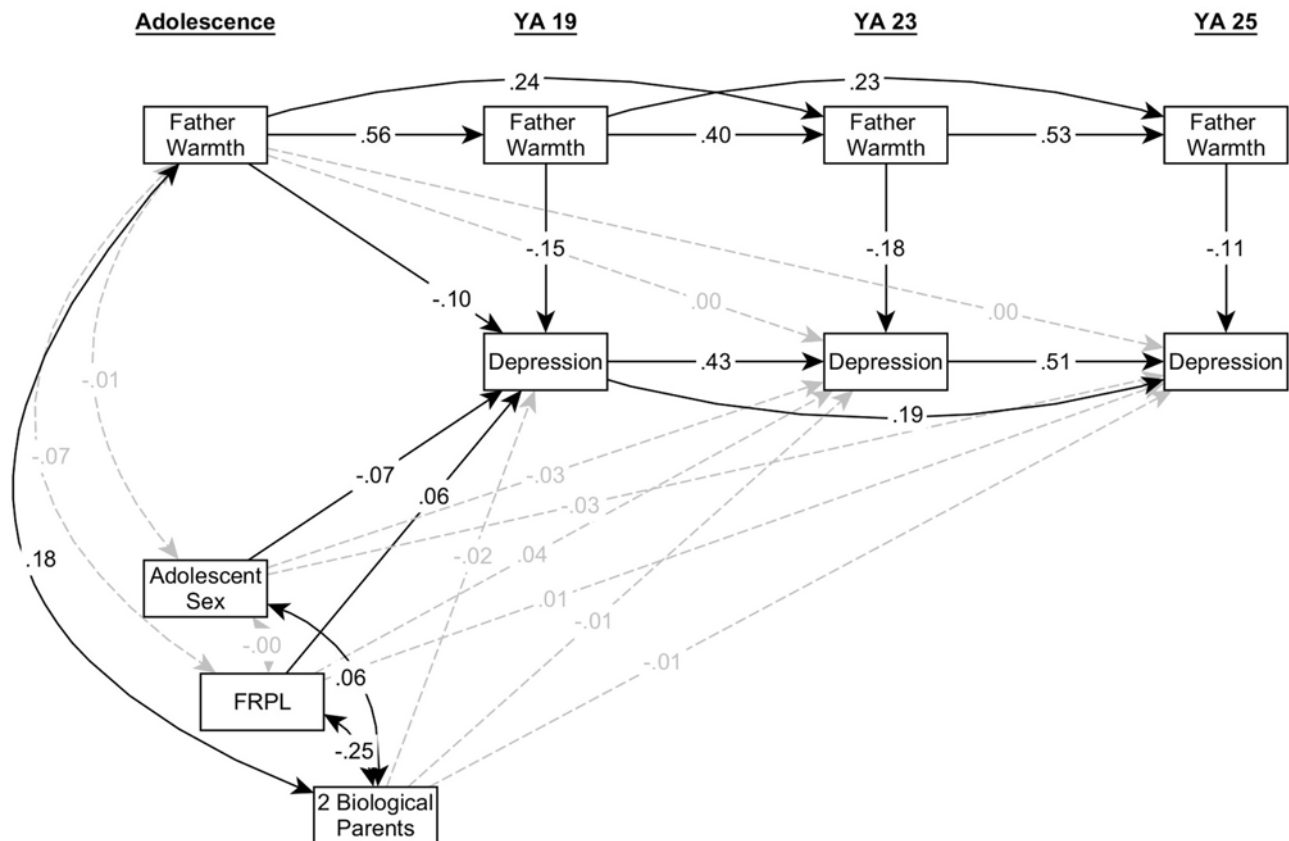 Adolescence YA 19 YA 23 YA 25
.24 .23
Father
Warmth
.56
Father
Warmth
.40
Father
Warmth
.53
Father
Warmth
-.15 -.18 -.11
-.10 .00 .00
Depression .43 Depression .51 Depression
-.01
.19
-.07
-.07 .06 -.03
-.03
.18
-.02 .04
Adolescent
Sex
.01
-.01
-.00
-.01
.06
FRPL
-.25
2 Biological
Parents